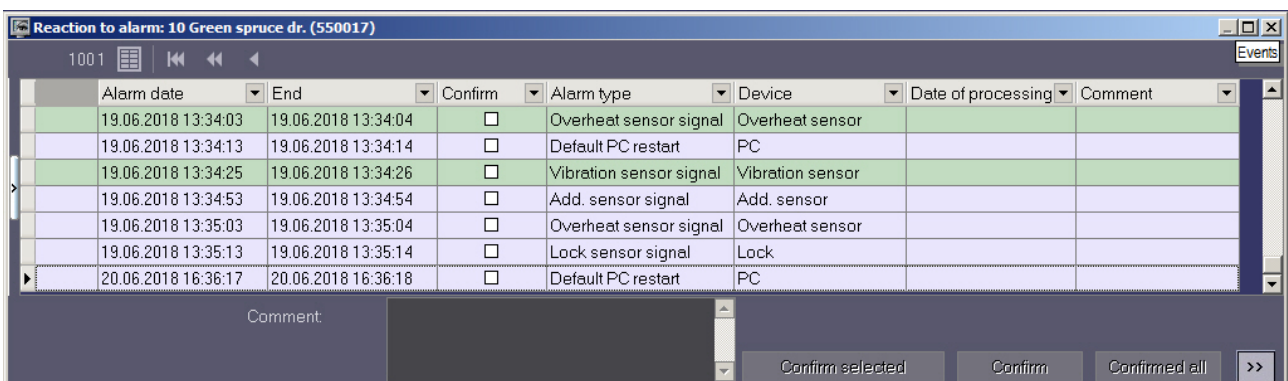 Reaction to alarm: 10 Green spruce dr. (550017)
1001
Events
Alarm date End Confirm Alarm type Device Date of processing Comment
19.06.2018 13:34:03 19.06.2018 13:34:04 Overheat sensor signal Overheat sensor
19.06.2018 13:34:13 19.06.2018 13:34:14 Default PC restart PC
19.06.2018 13:34:25 19.06.2018 13:34:26 Vibration sensor signal Vibration sensor
19.06.2018 13:34:53 19.06.2018 13:34:54 Add. sensor signal Add. sensor
19.06.2018 13:35:03 19.06.2018 13:35:04 Overheat sensor signal Overheat sensor
19.06.2018 13:35:13 19.06.2018 13:35:14 Lock sensor signal Lock
20.06.2018 16:36:17 20.06.2018 16:36:18 Default PC restart PC
Comment:
Confirm selected Confirm Confirmed all >>